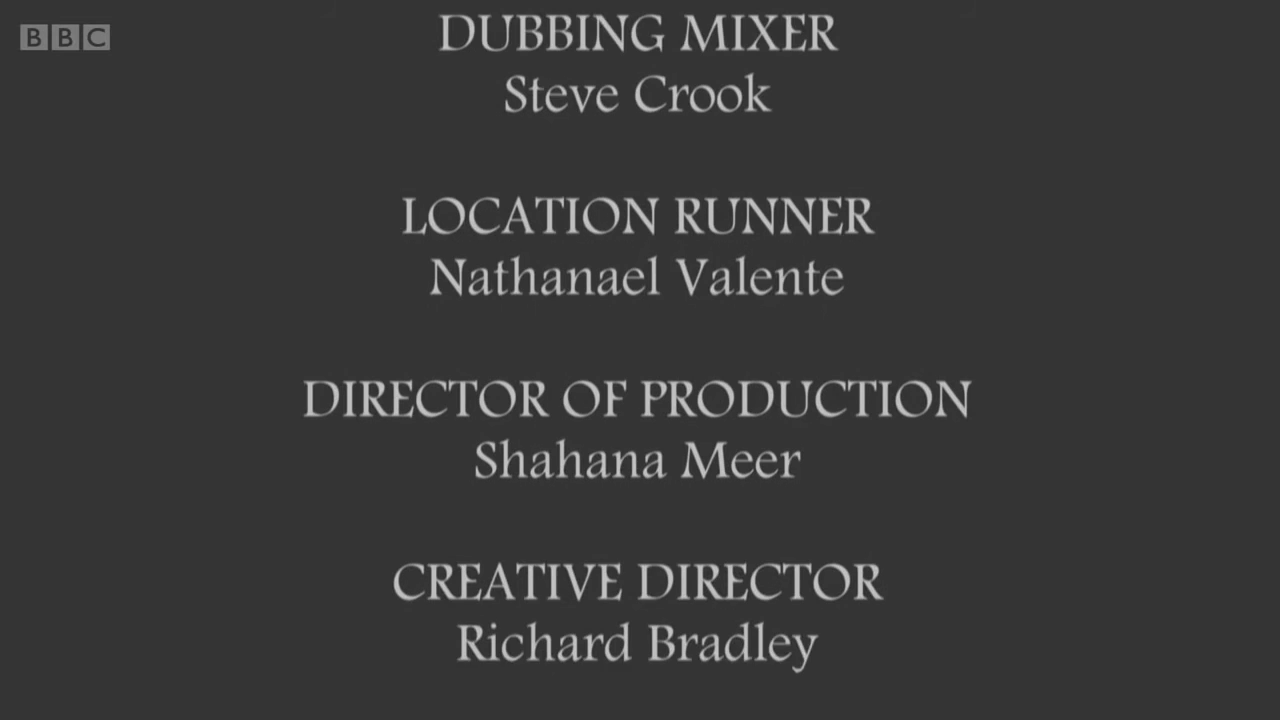 BBC
DUBBING MIXER
Steve Crook
LOCATION RUNNER
Nathanael Valente
DIRECTOR OF PRODUCTION
Shahana Meer
CREATIVE DIRECTOR
Richard Bradley